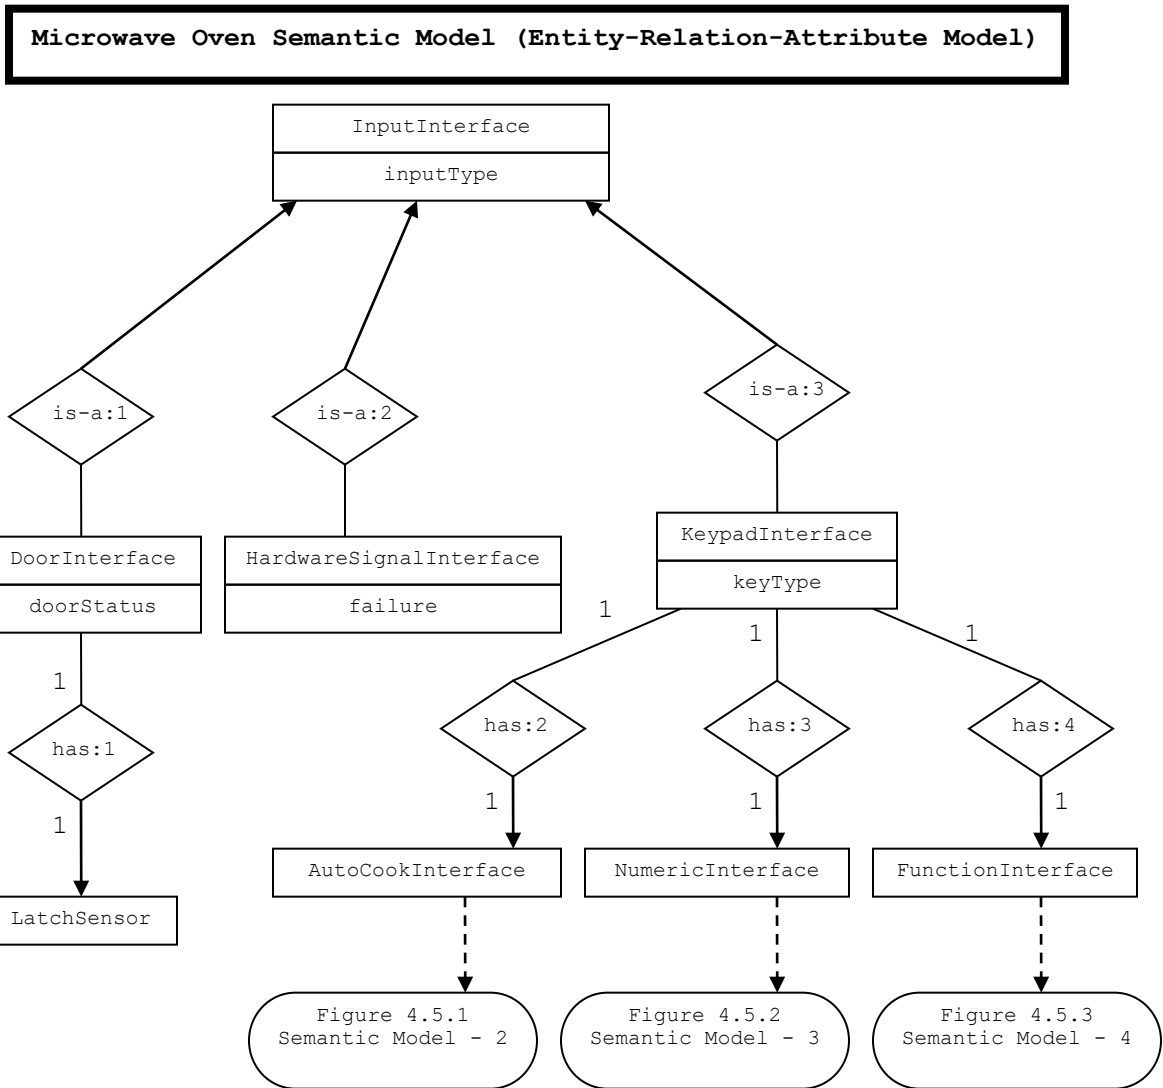 Microwave Oven Semantic Model (Entity-Relation-Attribute Model)
InputInterface
inputType
is-a:1
is-a:2
is-a:3
DoorInterface
doorStatus
HardwareSignalInterface
failure
KeypadInterface
keyType
1
1
1
1
has:1
has:2
has:3
has:4
1
1
1
1
LatchSensor
AutoCookInterface
NumericInterface
FunctionInterface
Figure 4.5.1
Semantic Model - 2
Figure 4.5.2
Semantic Model - 3
Figure 4.5.3
Semantic Model - 4